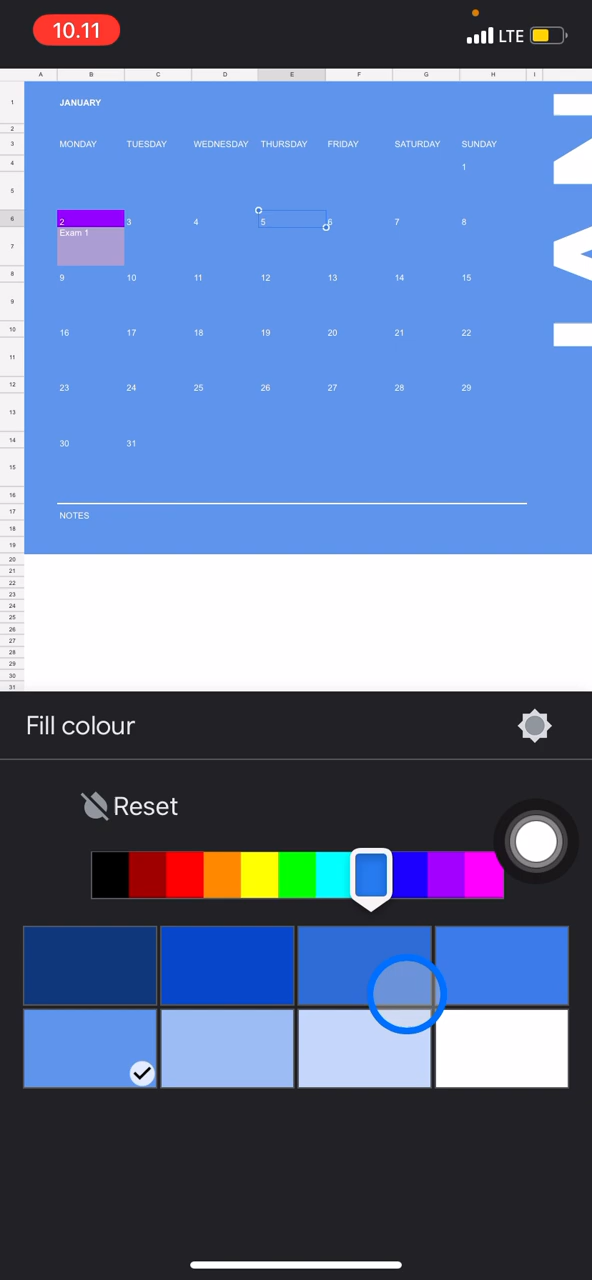 10.11
LTE
A B C D E F G H I
1 JANUARY
2
3 MONDAY TUESDAY WEDNESDAY THURSDAY FRIDAY SATURDAY SUNDAY
4 1
5
6 2 3 4 5 6 7 8
7 Exam 1
8 9 10 11 12 13 14 15
9
10 16 17 18 19 20 21 22
11
12 23 24 25 26 27 28 29
13
14 30 31
15
16
17 NOTES
18
19
20
21
22
23
24
25
26
27
28
29
30
31
Fill colour
Reset